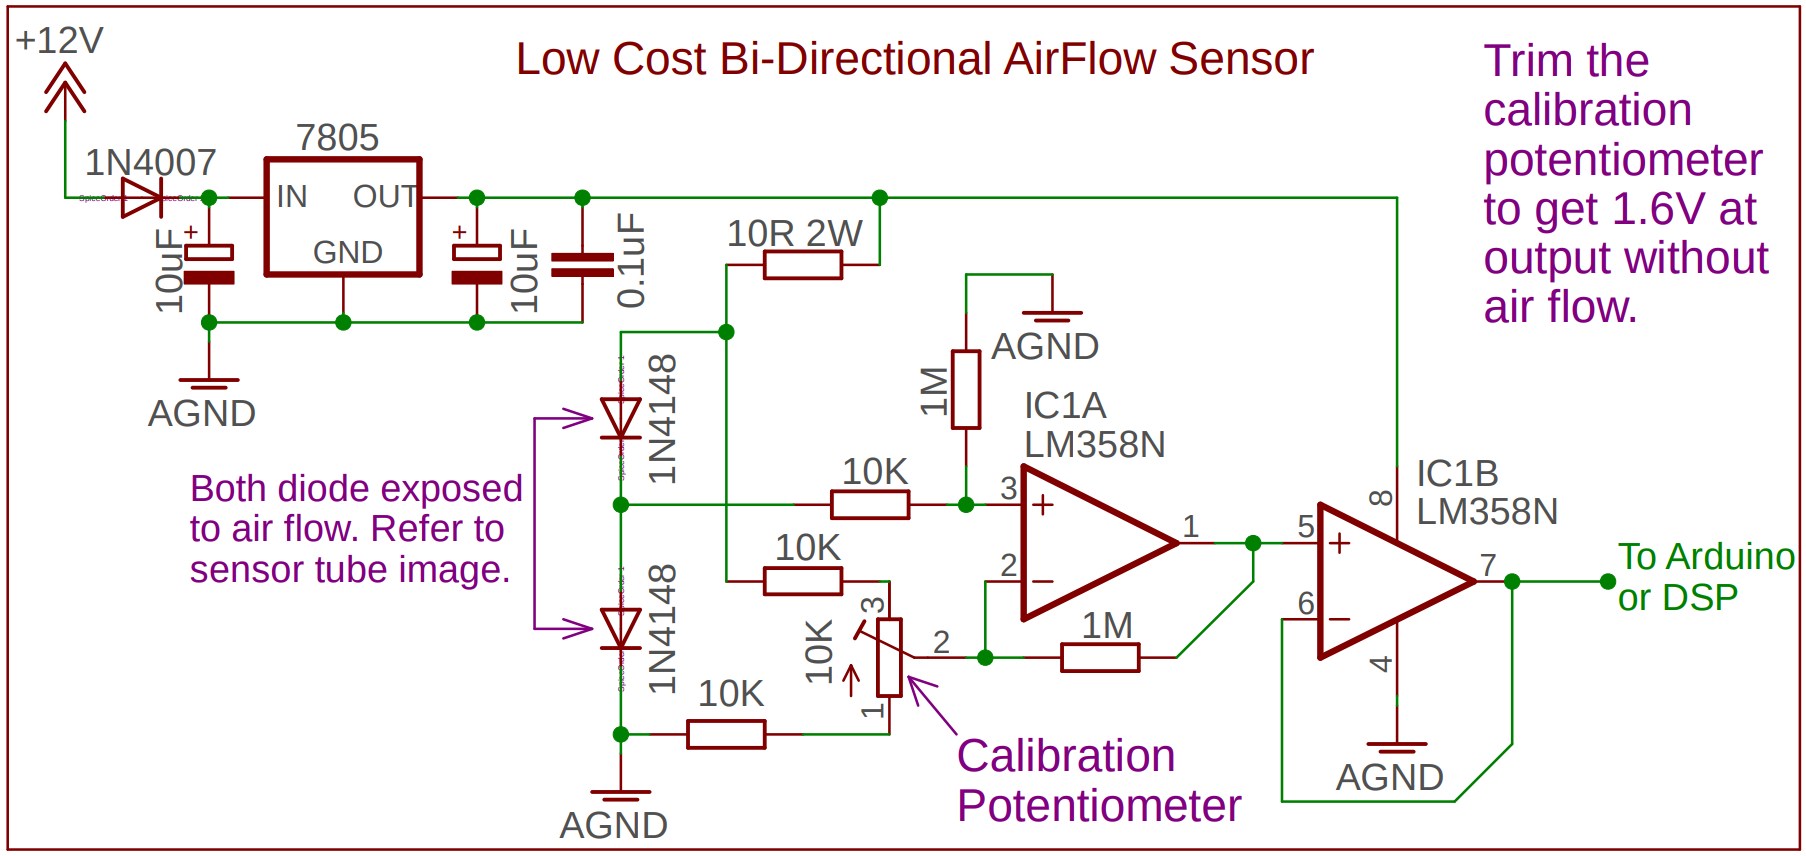 +12V
Low Cost Bi-Directional AirFlow Sensor
Trim the
calibration
potentiometer
to get 1.6V at
output without
air flow.
1N4007
7805
IN
OUT
GND
+
10uF
+
10uF
0.1uF
AGND
10R 2W
1N4148
1N4148
Both diode exposed
to air flow. Refer to
sensor tube image.
1M
AGND
IC1A
LM358N
10K
3
2
1
10K
3
10K
2
1
1M
10K
AGND
Calibration
Potentiometer
IC1B
LM358N
8
5
6
7
4
AGND
To Arduino
or DSP